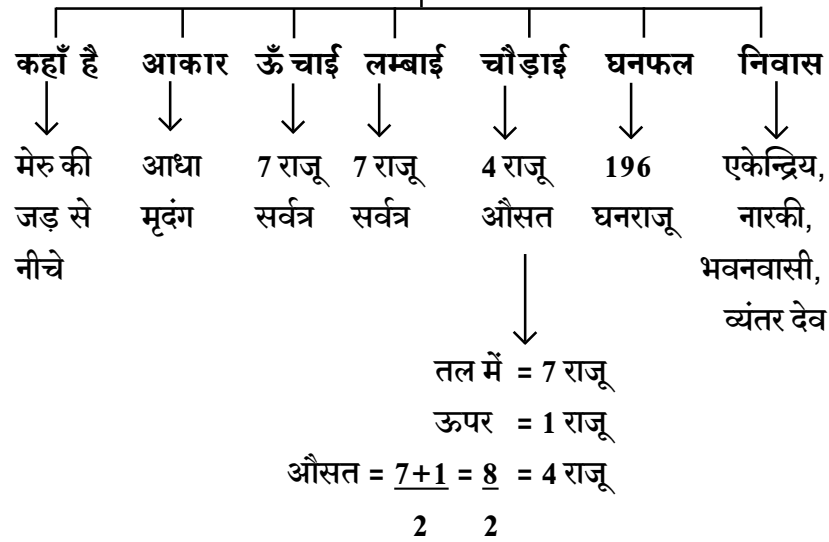 कहाँ है आकार ऊँचाई लम्बाई चौड़ाई घनफल निवास
मेरु की आधा 7 राजू 7 राजू 4 राजू 196 एकेन्द्रिय,
जड़ से मृदंग सर्वत्र सर्वत्र औसत घनराजू नारकी,
नीचे भवनवासी,
व्यंतर देव
तल में = 7 राजू
ऊपर = 1 राजू
औसत = 7+1 = 8 = 4 राजू
2 2